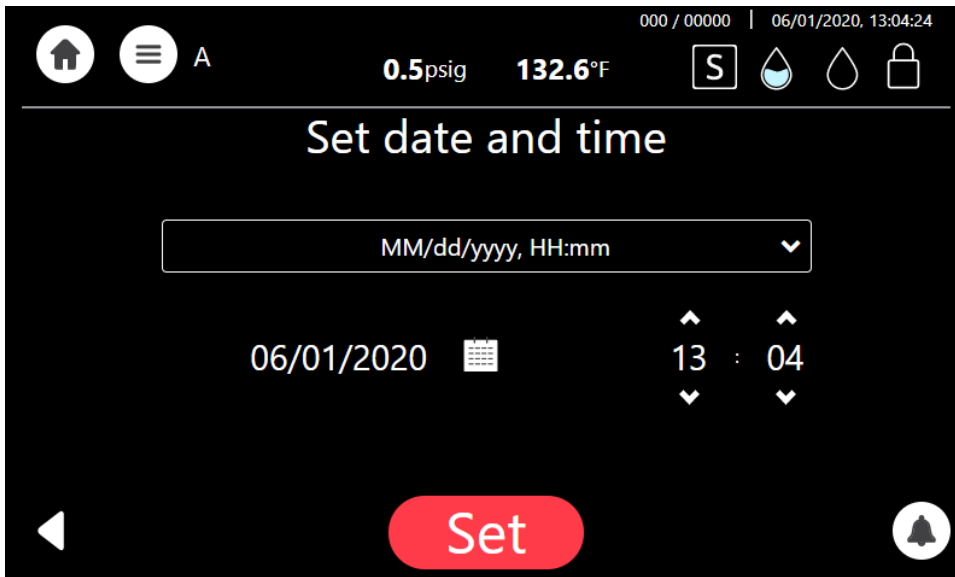 000 / 00000 | 06/01/2020, 13:04:24
A 0.5psig 132.6°F S
Set date and time
MM/dd/yyyy, HH:mm
06/01/2020 13 : 04
Set